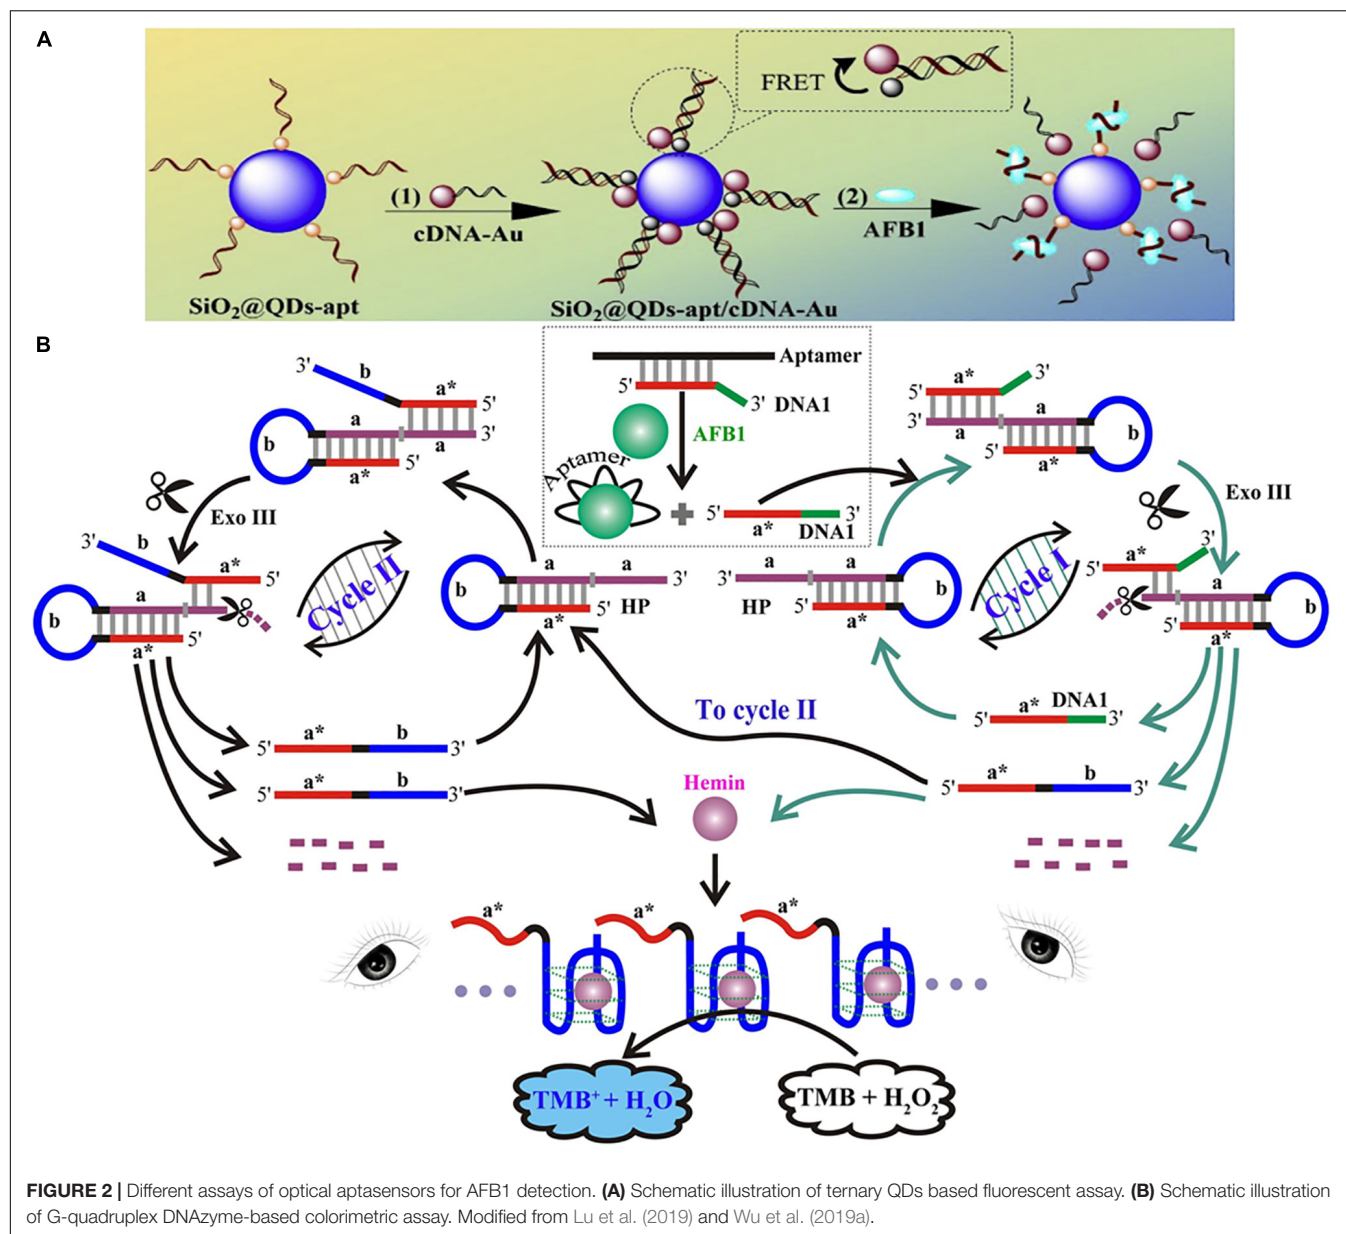 A
FRET
(1)
cDNA-Au
(2)
AFB1
SiO2@QDs-apt
SiO2@QDs-apt/cDNA-Au
B
Aptamer
5'
3'
DNA1
AFB1
Aptamer
5'
a*
DNA1
3'
3'
b
a*
5'
b
a
a
3'
a*
5'
Exo III
3'
b
a*
5'
b
a
a*
5'
Cycle II
b
a
a
3'
HP
5'
a*
a*
3'
5'
3'
a
a
b
5'
a*
Exo III
3'
a*
5'
a
b
5'
a*
Cycle I
3'
a
a
b
HP
5'
a*
5'
a*
DNA1
3'
To cycle II
5'
a*
b
3'
5'
a*
b
3'
5'
a*
b
3'
Hemin
a*
a*
a*
TMB+ + H2O
TMB + H2O2
FIGURE 2 | Different assays of optical aptasensors for AFB1 detection. (A) Schematic illustration of ternary QDs based fluorescent assay. (B) Schematic illustration
of G-quadruplex DNAzyme-based colorimetric assay. Modified from Lu et al. (2019) and Wu et al. (2019a).